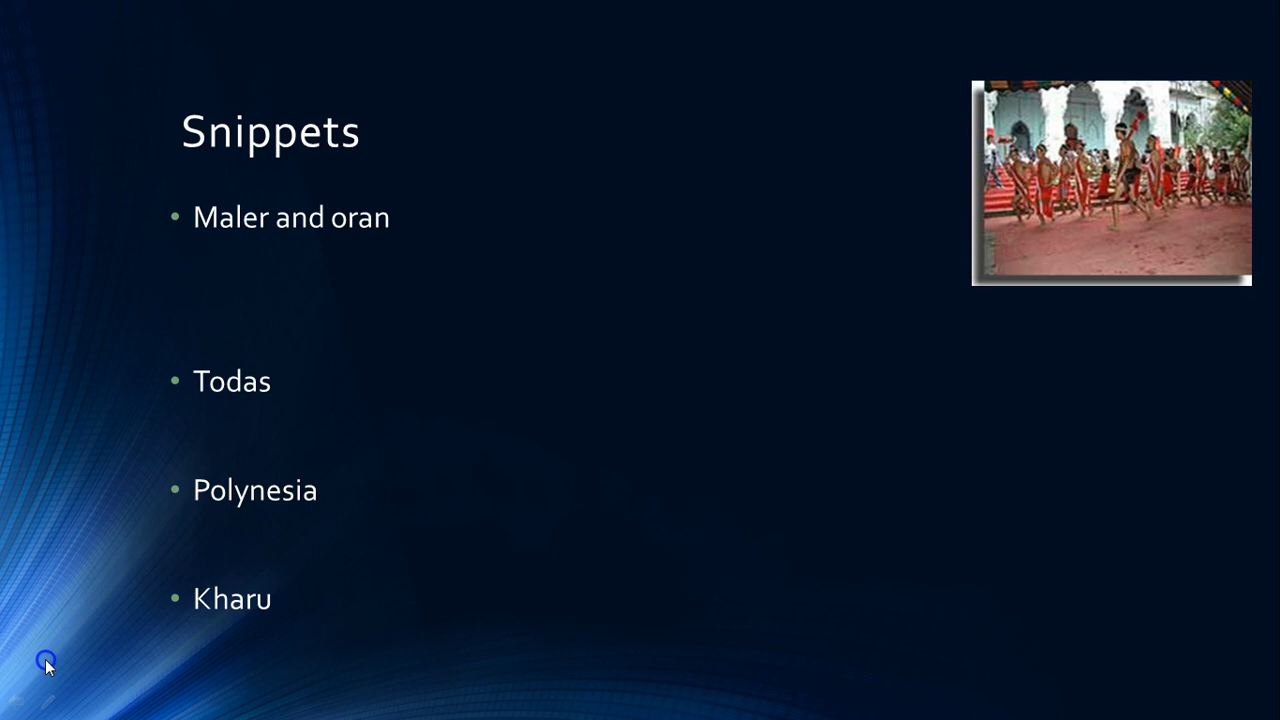 Snippets
Maler and oran
Todas
Polynesia
Kharu